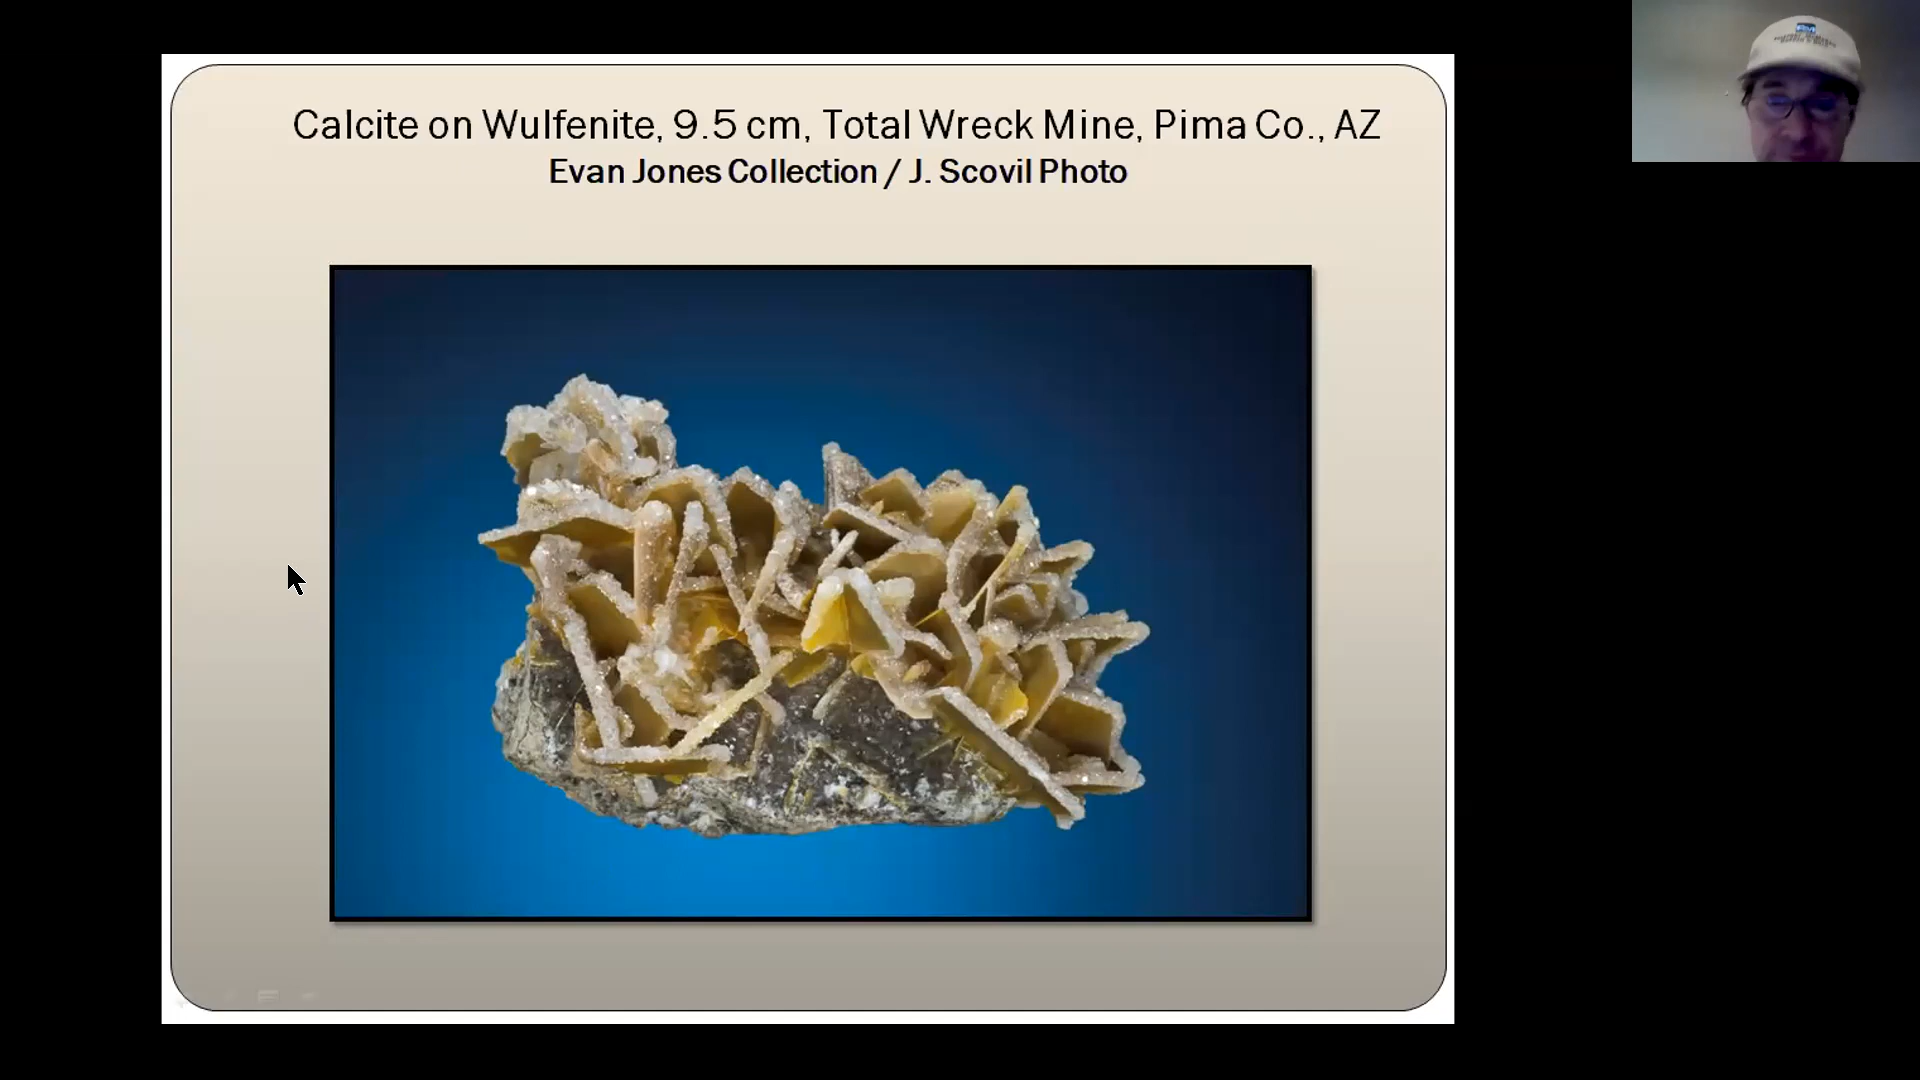 Calcite on Wulfenite, 9.5 cm, Total Wreck Mine, Pima Co., AZ
Evan Jones Collection / J. Scovil Photo